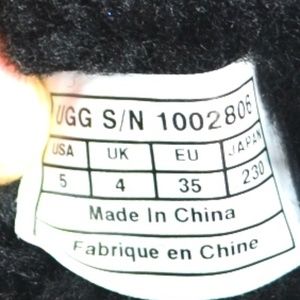 UGG S/N 1002806
USA UK EU JAPAN
5 4 35 230
Made In China
Fabrique en Chine